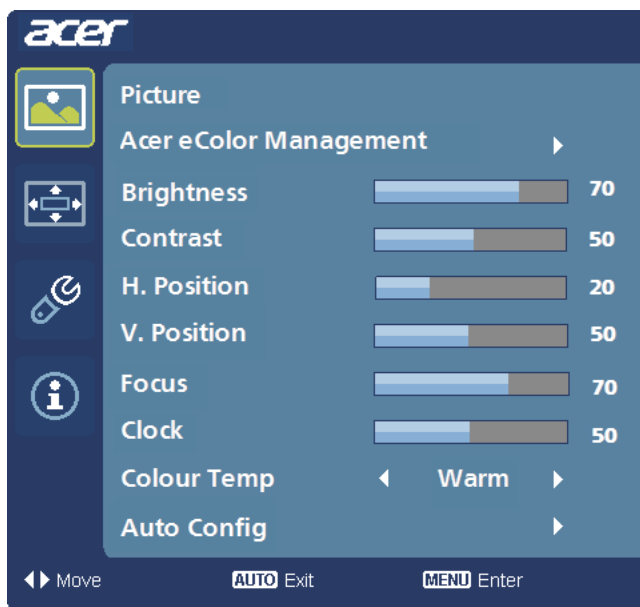 acer
Picture
Acer eColor Management
Brightness 70
Contrast 50
H. Position 20
V. Position 50
Focus 70
Clock 50
Colour Temp Warm
Auto Config
Move AUTO Exit MENU Enter